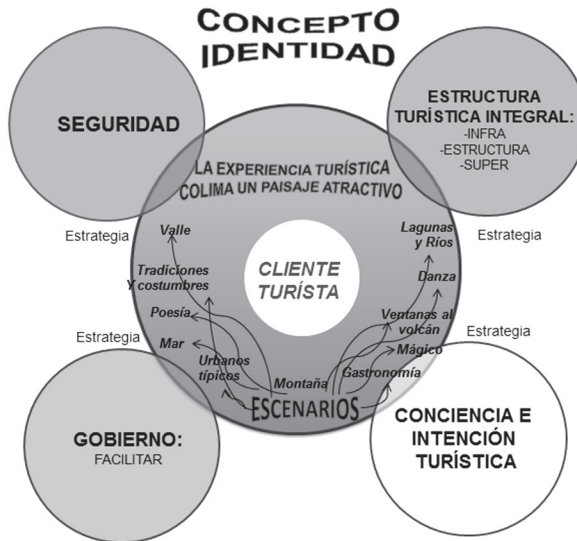 CONCEPTO
IDENTIDAD
SEGURIDAD
ESTRUCTURA
TURÍSTICA INTEGRAL:
-INFRA
-ESTRUCTURA
-SUPER
LA EXPERIENCIA TURÍSTICA
COLIMA UN PAISAJE ATRACTIVO
Estrategia
Estrategia
Valle
Lagunas
y Ríos
Tradiciones
Y costumbres
CLIENTE
TURÍSTA
Danza
Poesía
Ventanas al
volcán
Estrategia
Estrategia
Mar
Mágico
Urbanos
típicos
Gastronomía
Montaña
ESCENARIOS
GOBIERNO:
FACILITAR
CONCIENCIA E
INTENCIÓN
TURÍSTICA